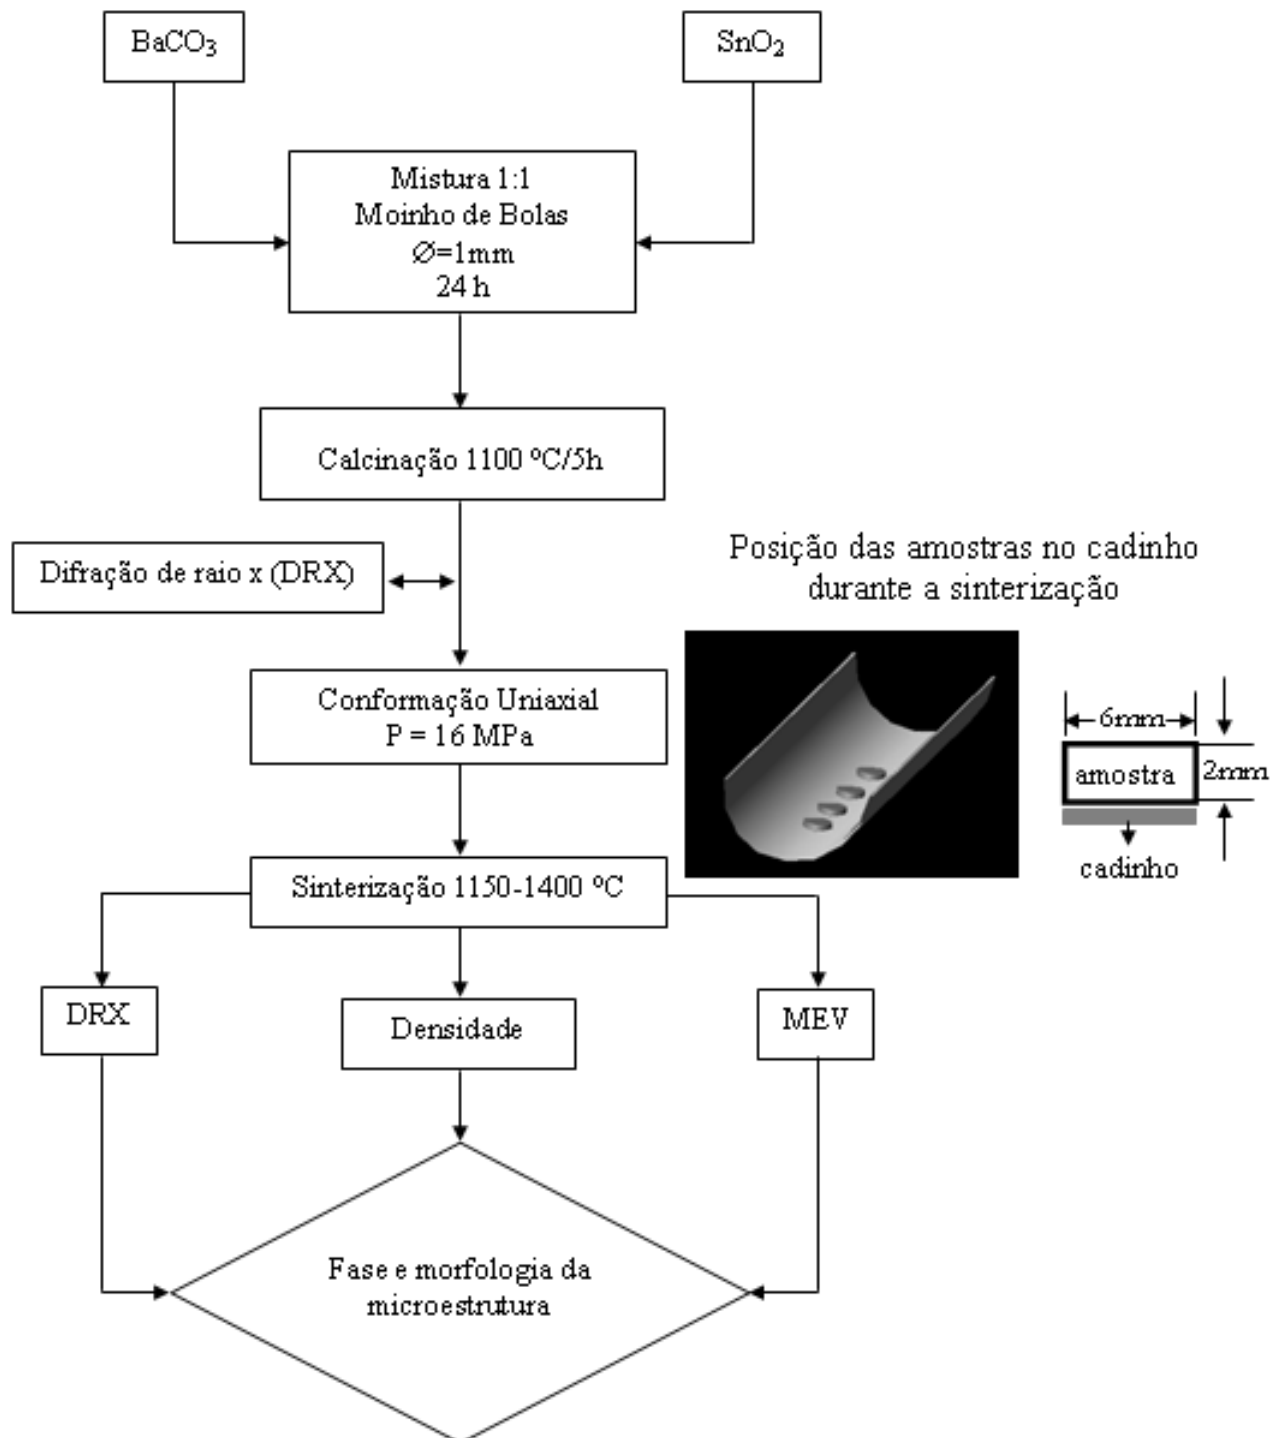 BaCO₃
SnO₂
Mistura 1:1
Moinho de Bolas
∅=1mm
24 h
Calcinação 1100 ºC/5h
Difração de raio x (DRX)
Posição das amostras no cadinho
durante a sinterização
Conformação Uniaxial
P = 16 MPa
6mm
amostra
2mm
cadinho
Sinterização 1150-1400 ºC
DRX
Densidade
MEV
Fase e morfologia da
microestrutura